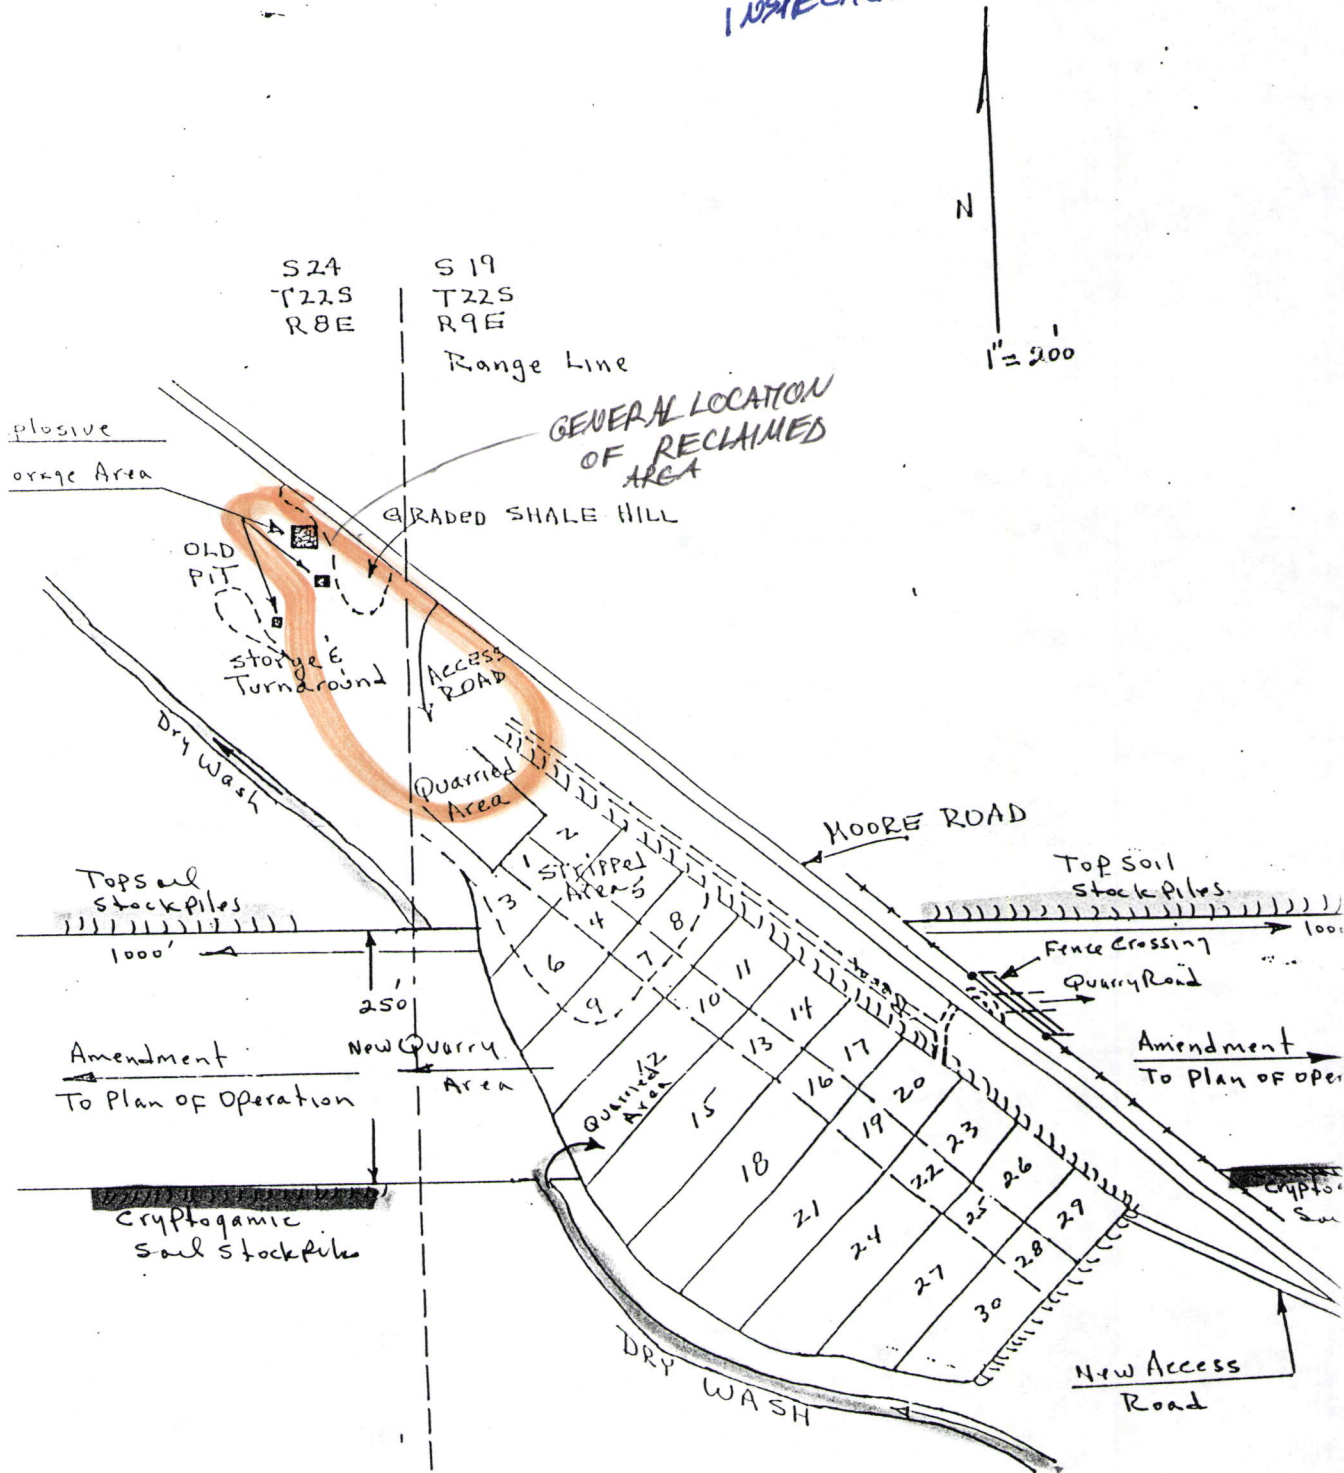 N
1" = 200'
S 24
T22S
R8E
S 19
T22S
R9E
Range Line
GENERAL LOCATION
OF RECLAIMED
AREA
plosive
orage Area
GRADED SHALE HILL
OLD
PIT
Storge &
Turnaround
ACCESS
ROAD
Dry Wash
Quarried
Area
MOORE ROAD
Stripped
Areas
1
2
3
4
5
6
7
8
9
10
11
12
13
14
15
16
17
18
19
20
21
22
23
24
25
26
27
28
29
30
Topsoil
Stockpiles
1000'
250'
Top Soil
Stock Piles
100
Fence Crossing
Quarry Road
Amendment
To Plan OF Operation
New Quarry
Area
Quarried
Area
Amendment
To Plan OF Oper
Cryptogamic
Soil Stockpiles
Crypto
DRY WASH
New Access
Road